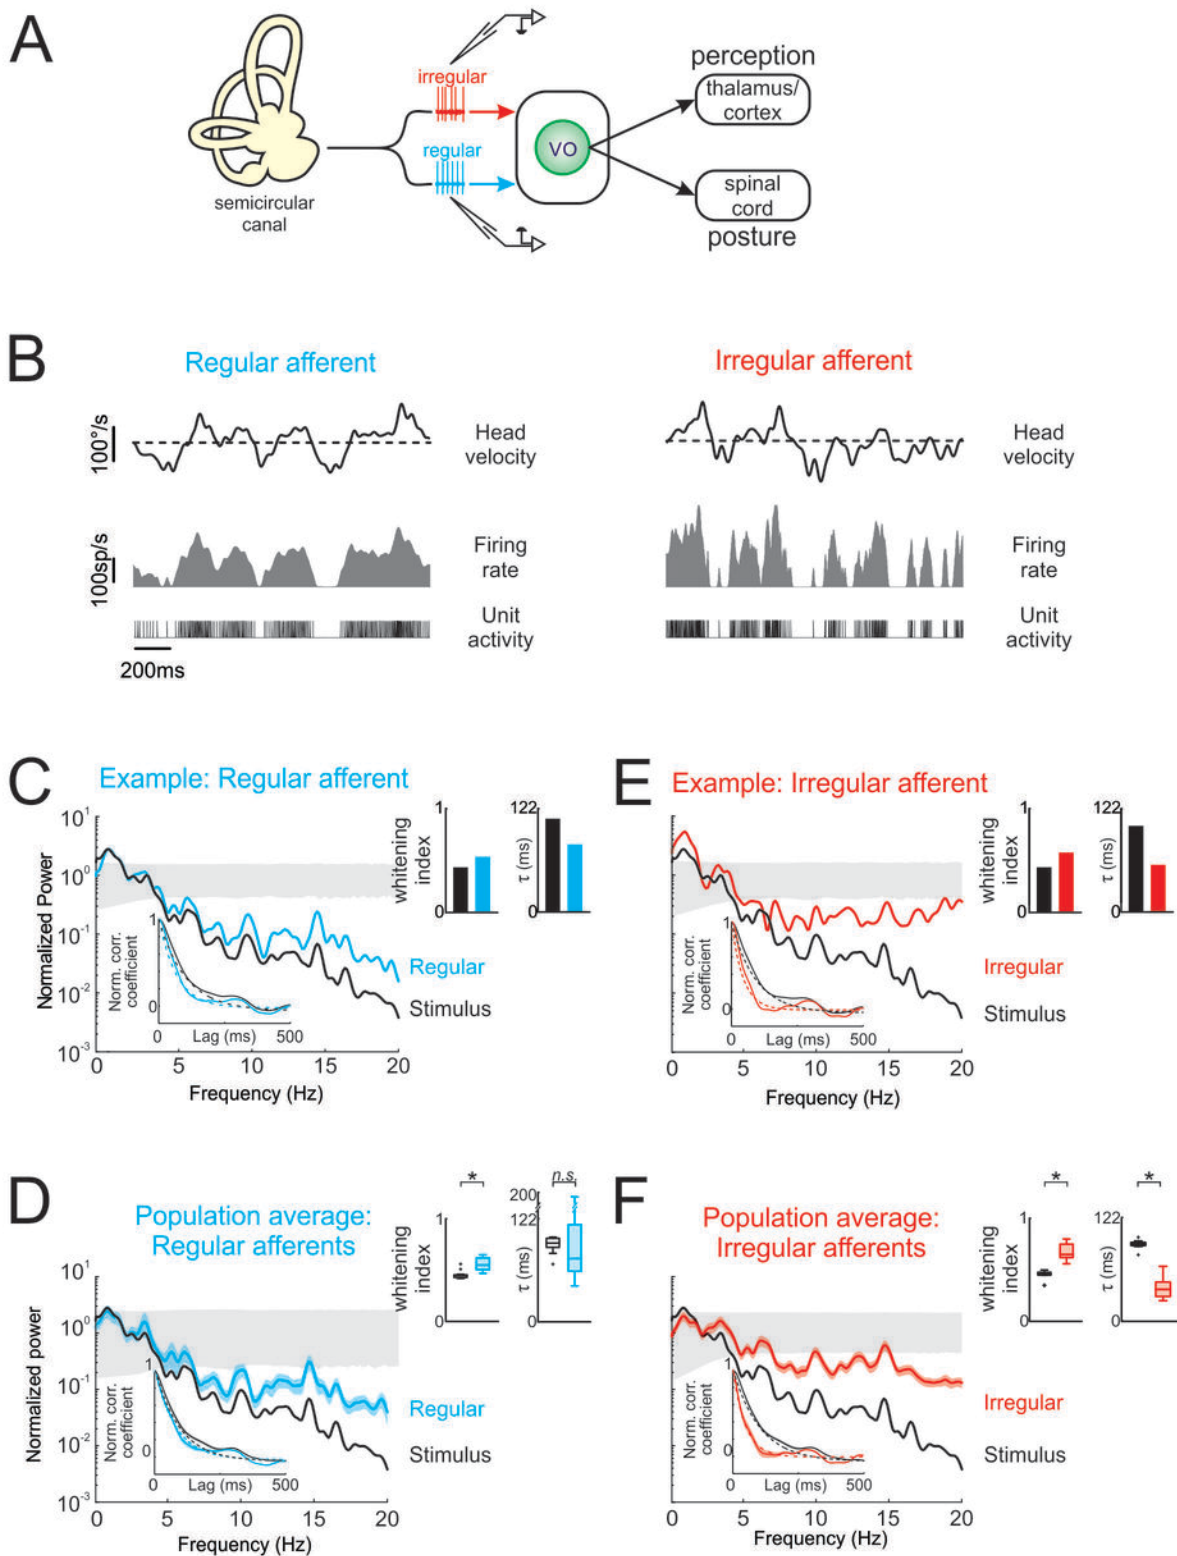 A
irregular
regular
semicircular
canal
VO
perception
thalamus/
cortex
spinal
cord
posture
B
Regular afferent
Irregular afferent
100°/s
Head
velocity
Head
velocity
100sp/s
Firing
rate
Firing
rate
Unit
activity
Unit
activity
200ms
C
Example: Regular afferent
10^1
10^0
10^-1
10^-2
10^-3
Normalized Power
whitening
index
1
0
τ (ms)
122
0
Norm. corr.
coefficient
1
0
0
Lag (ms)
500
Regular
Stimulus
0
5
10
15
20
Frequency (Hz)
E
Example: Irregular afferent
whitening
index
1
0
τ (ms)
122
0
Norm. corr.
coefficient
1
0
0
Lag (ms)
500
Irregular
Stimulus
0
5
10
15
20
Frequency (Hz)
D
Population average:
Regular afferents
10^1
10^0
10^-1
10^-2
10^-3
Normalized power
whitening
index
1
0
*
n.s.
τ (ms)
200
122
0
Norm. corr.
coefficient
1
0
0
Lag (ms)
500
Regular
Stimulus
0
5
10
15
20
Frequency (Hz)
F
Population average:
Irregular afferents
whitening
index
1
0
*
*
τ (ms)
122
0
Norm. corr.
coefficient
1
0
0
Lag (ms)
500
Irregular
Stimulus
0
5
10
15
20
Frequency (Hz)